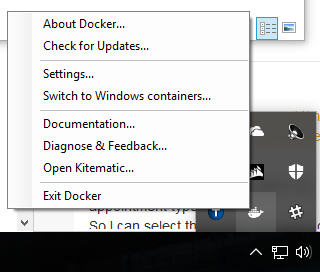 About Docker...
Check for Updates...
Settings...
Switch to Windows containers...
Documentation...
Diagnose & Feedback...
Open Kitematic...
Exit Docker
appointment type
So I can select th